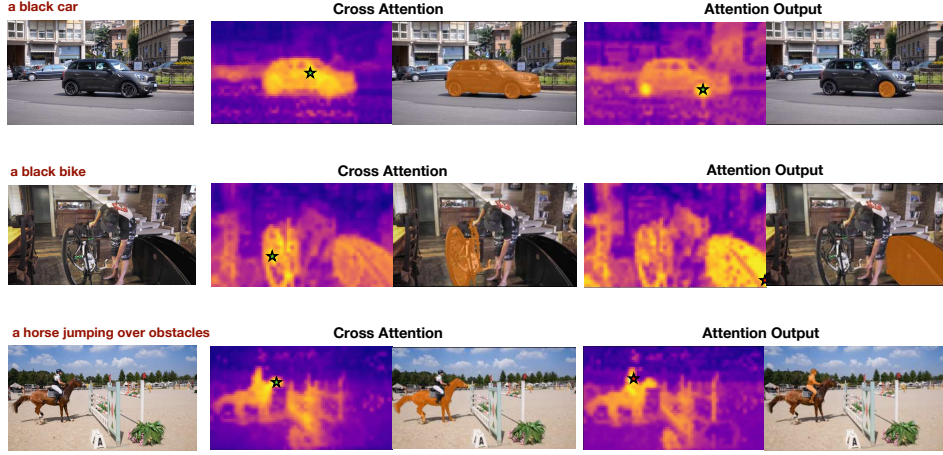 a black car
Cross Attention
Attention Output
a black bike
Cross Attention
Attention Output
a horse jumping over obstacles
Cross Attention
Attention Output
A
A
A